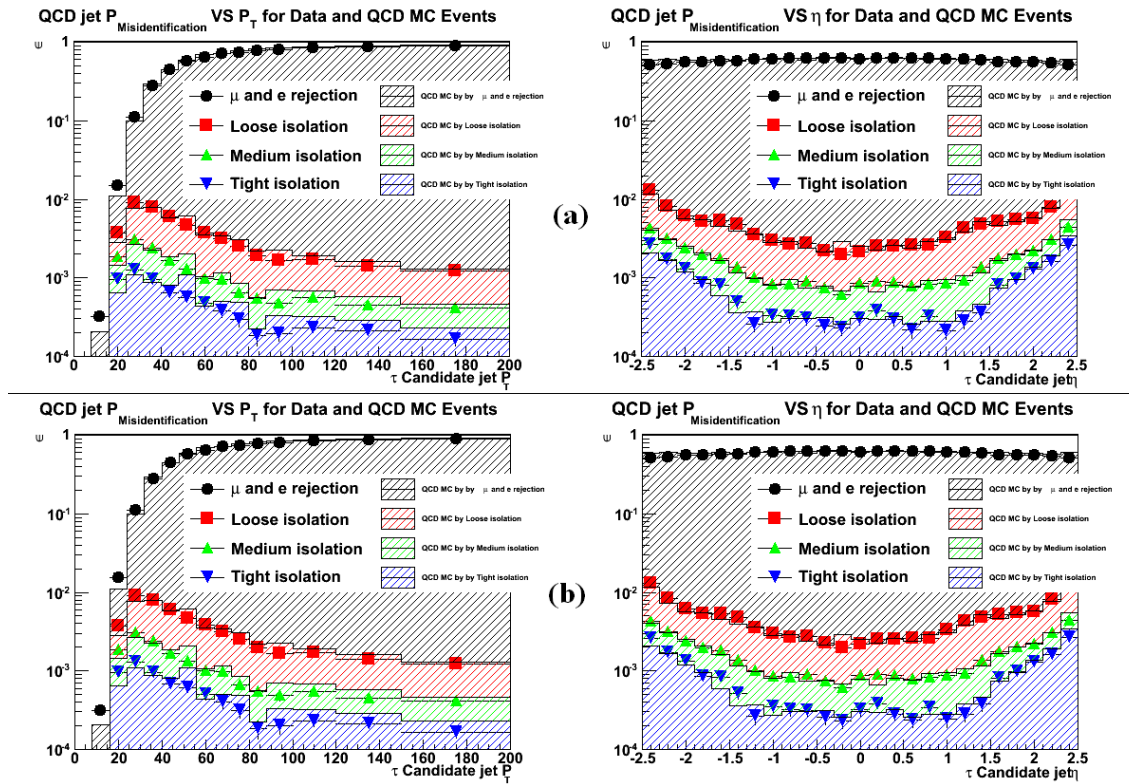 QCD jet P Misidentification VS P T for Data and QCD MC Events
ε
1
10-1
10-2
10-3
10-4
μ and e rejection
Loose isolation
Medium isolation
Tight isolation
QCD MC by by μ and e rejection
QCD MC by Loose isolation
QCD MC by by Medium isolation
QCD MC by by Tight isolation
0 20 40 60 80 100 120 140 160 180 200
τ Candidate jet P T
QCD jet P Misidentification VS η for Data and QCD MC Events
ε
1
10-1
10-2
10-3
10-4
μ and e rejection
Loose isolation
Medium isolation
Tight isolation
QCD MC by by μ and e rejection
QCD MC by Loose isolation
QCD MC by by Medium isolation
QCD MC by by Tight isolation
-2.5 -2 -1.5 -1 -0.5 0 0.5 1 1.5 2 2.5
τ Candidate jet η
(a)
QCD jet P Misidentification VS P T for Data and QCD MC Events
ε
1
10-1
10-2
10-3
10-4
μ and e rejection
Loose isolation
Medium isolation
Tight isolation
QCD MC by by μ and e rejection
QCD MC by Loose isolation
QCD MC by by Medium isolation
QCD MC by by Tight isolation
0 20 40 60 80 100 120 140 160 180 200
τ Candidate jet P T
QCD jet P Misidentification VS η for Data and QCD MC Events
ε
1
10-1
10-2
10-3
10-4
μ and e rejection
Loose isolation
Medium isolation
Tight isolation
QCD MC by by μ and e rejection
QCD MC by Loose isolation
QCD MC by by Medium isolation
QCD MC by by Tight isolation
-2.5 -2 -1.5 -1 -0.5 0 0.5 1 1.5 2 2.5
τ Candidate jet η
(b)